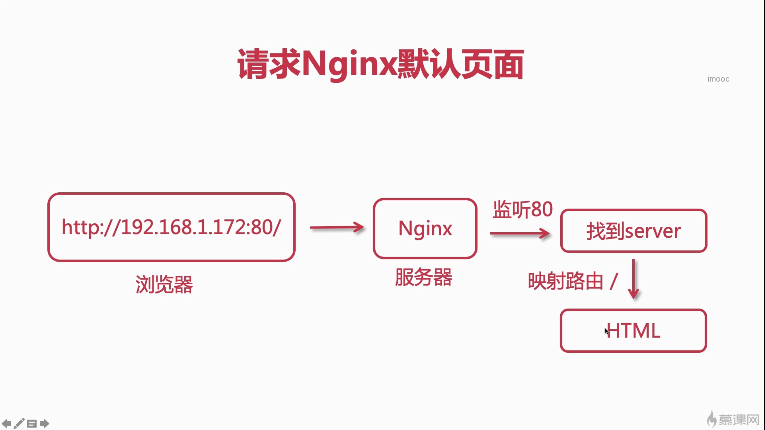 请求Nginx默认页面
imooc
http://192.168.1.172:80/
浏览器
Nginx
服务器
监听80
找到server
映射路由 /
HTML
慕课网